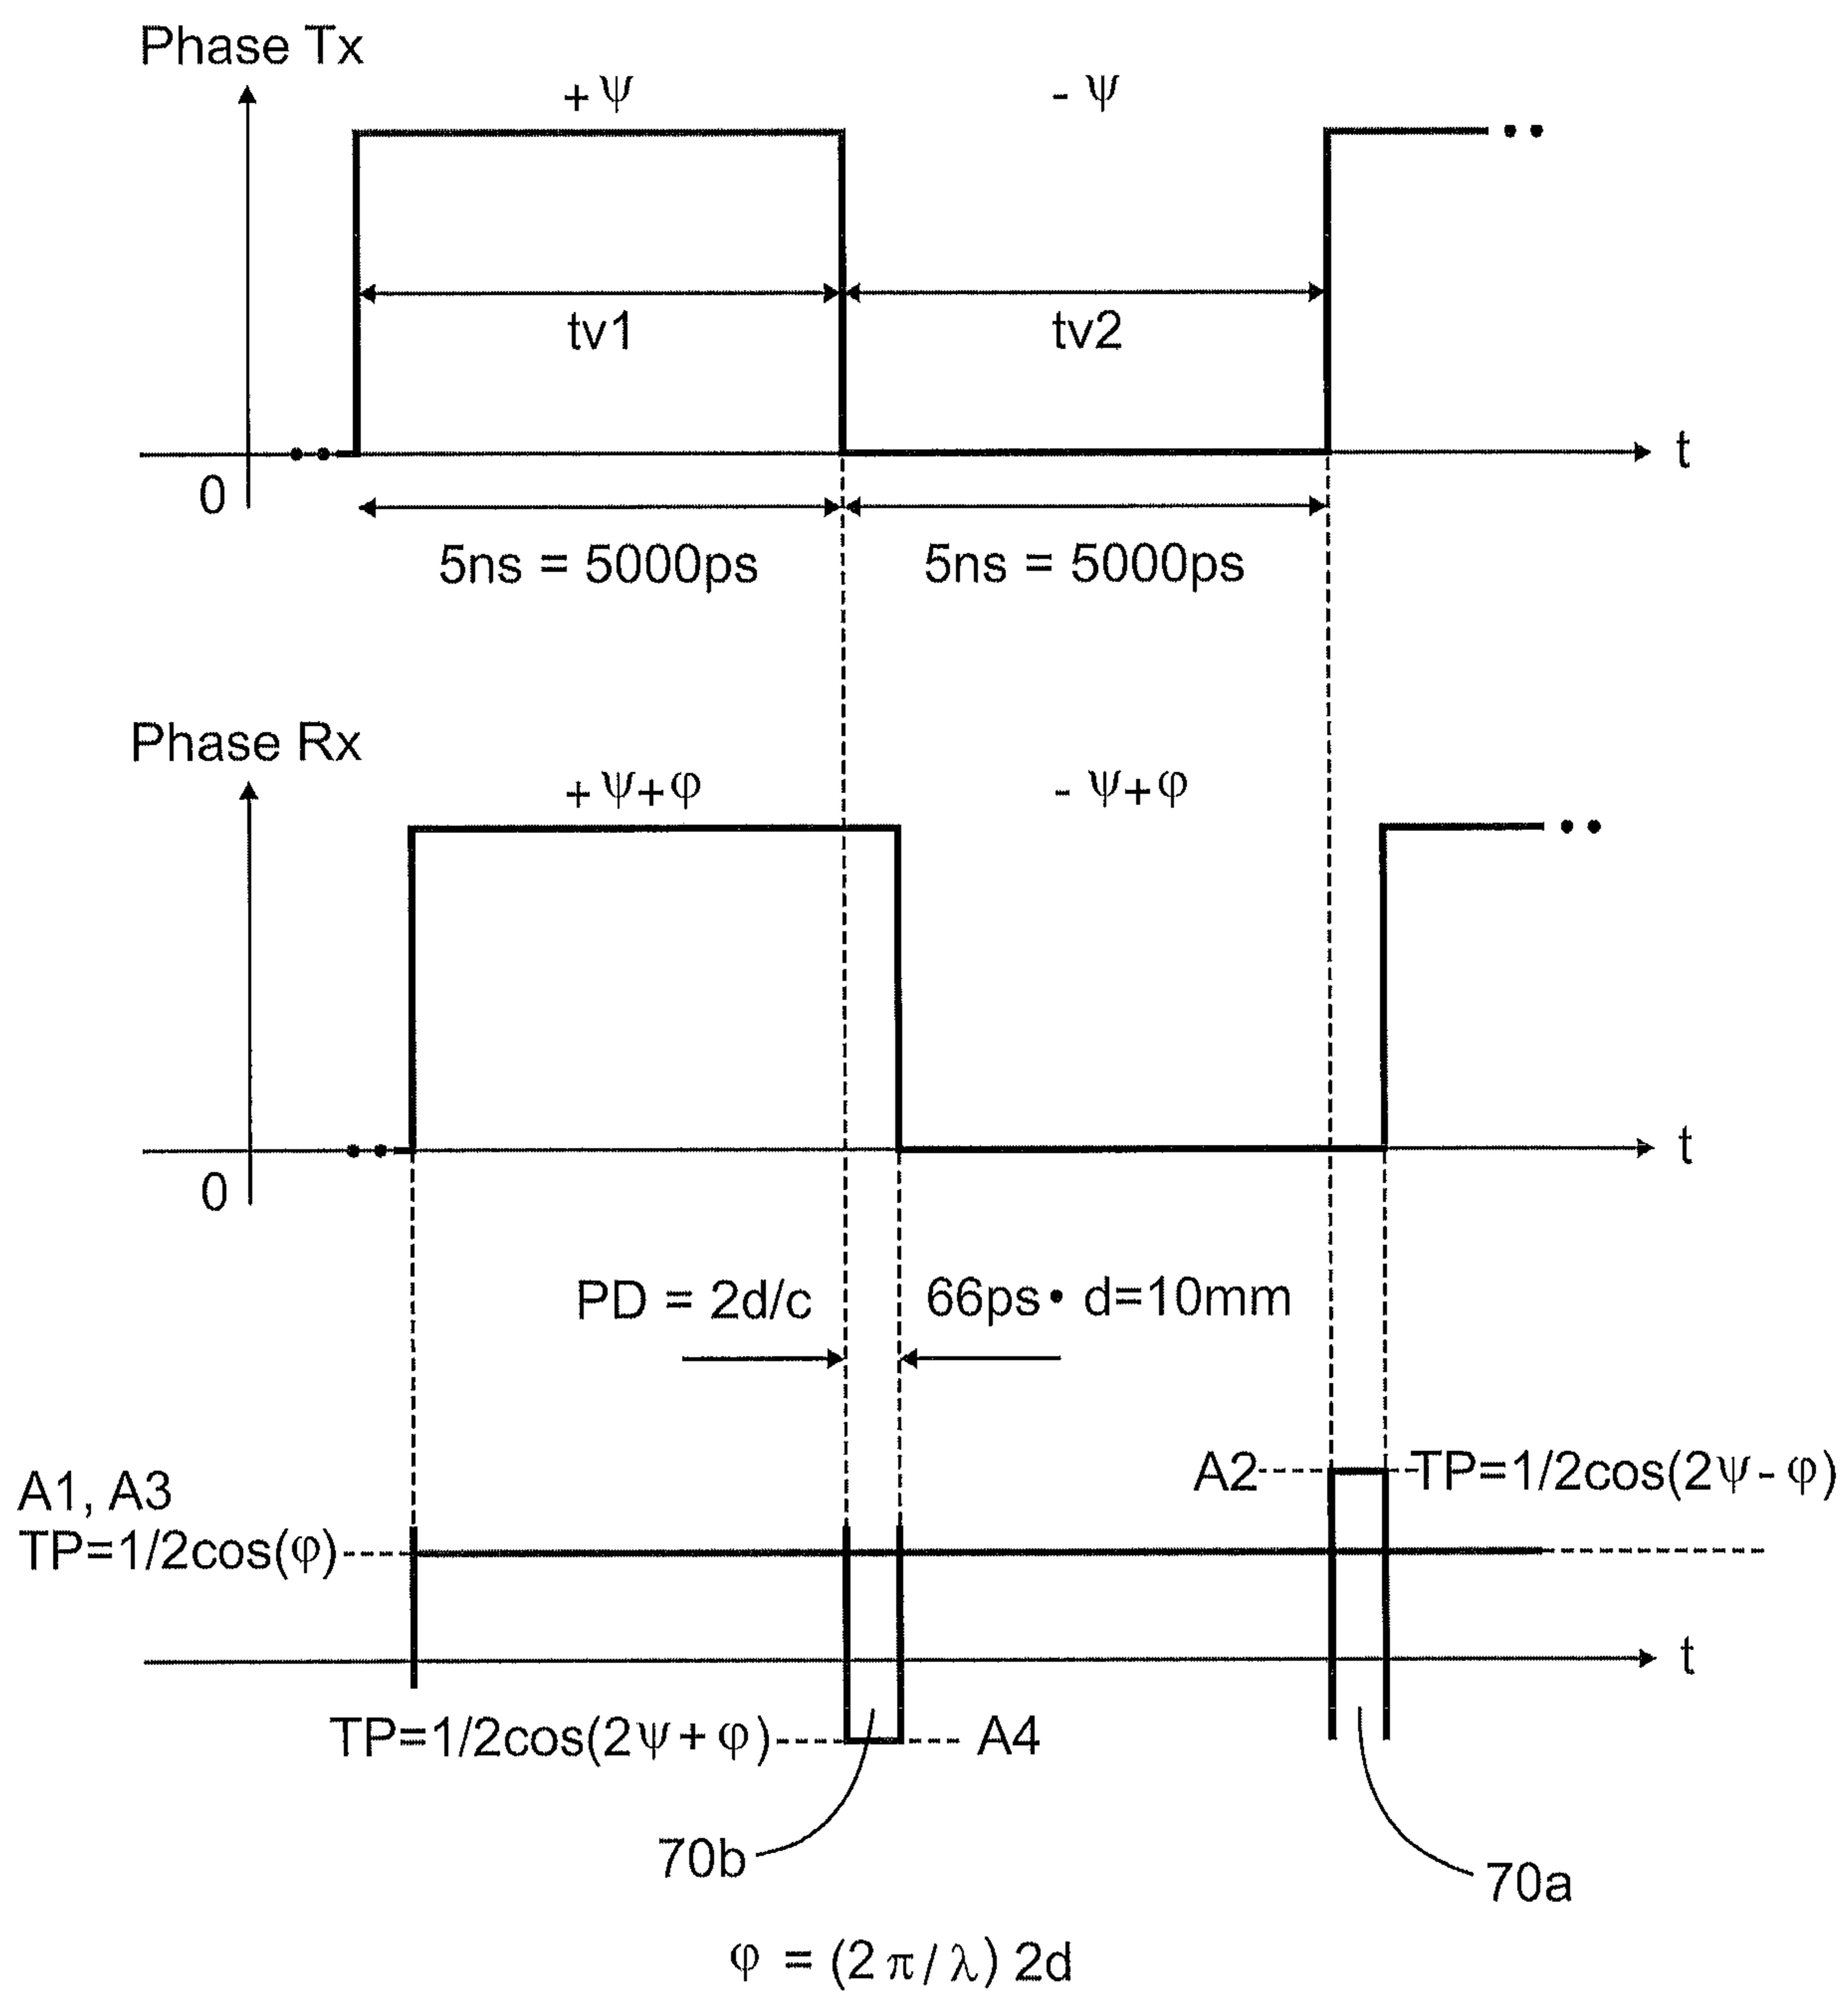 Phase Tx
+ψ
- ψ
tv1
tv2
t
0
5ns = 5000ps
5ns = 5000ps
Phase Rx
+ψ+φ
- ψ+φ
t
0
PD = 2d/c
66ps• d=10mm
A2
TP=1/2cos(2ψ-φ)
A1, A3
TP=1/2cos(φ)
t
TP=1/2cos(2ψ+φ)
A4
70b
70a
φ = (2π/λ) 2d